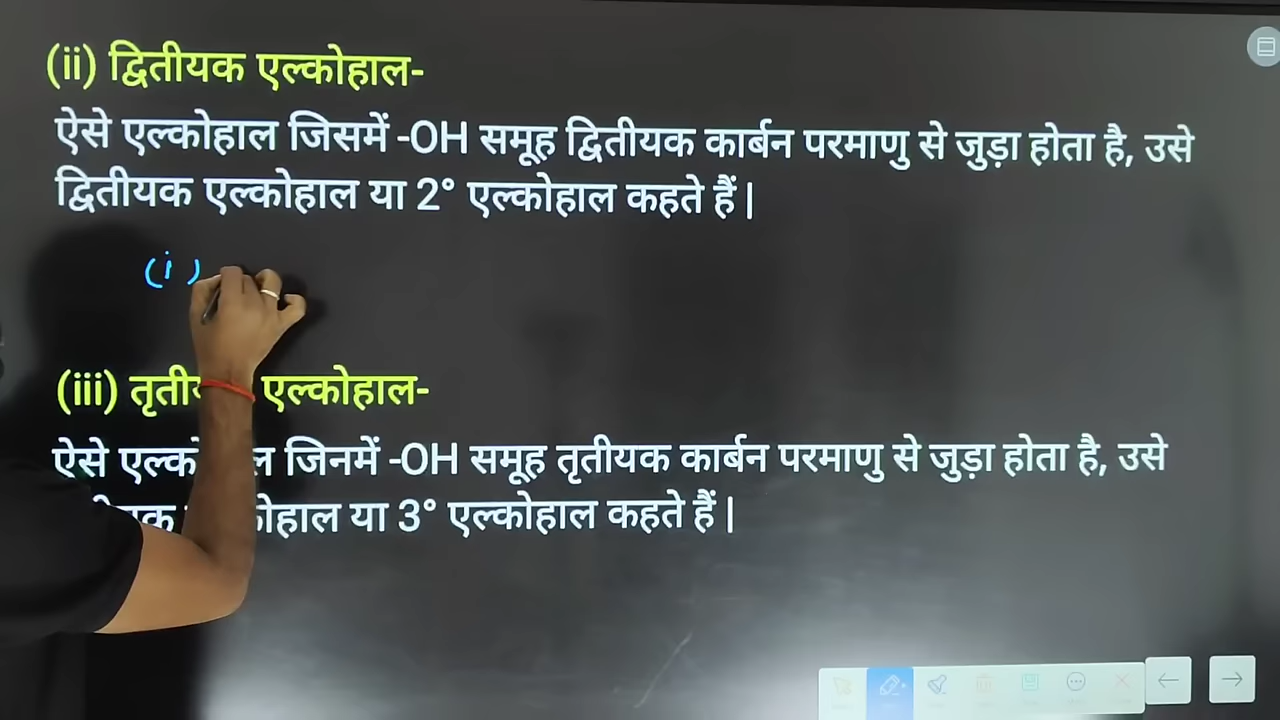 (ii) द्वितीयक एल्कोहाल-
ऐसे एल्कोहाल जिसमें -OH समूह द्वितीयक कार्बन परमाणु से जुड़ा होता है, उसे
द्वितीयक एल्कोहाल या 2° एल्कोहाल कहते हैं |
(i)
(iii) एल्कोहाल-
ऐसे जिनमें -OH समूह तृतीयक कार्बन परमाणु से जुड़ा होता है, उसे
या 3° एल्कोहाल कहते हैं |